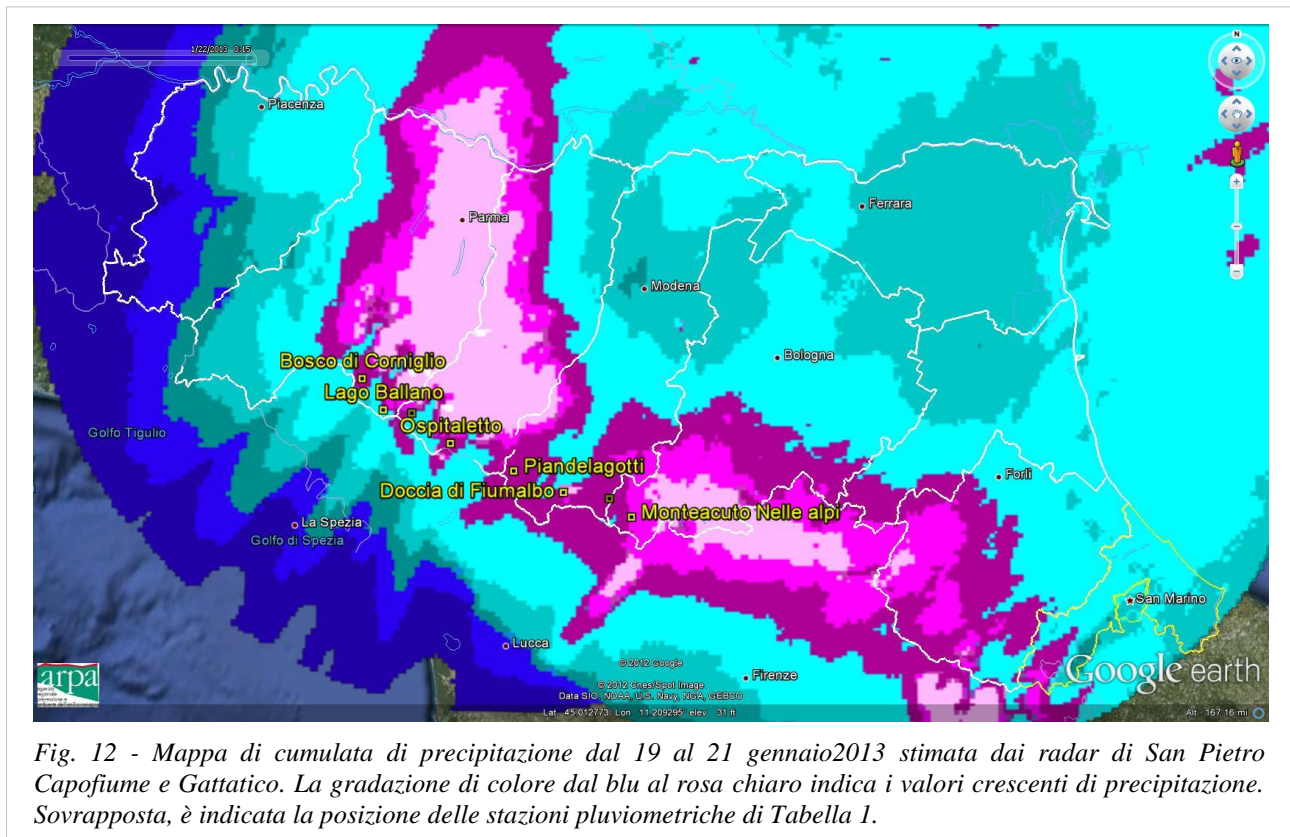 1/22/2013 0:15
N
Piacenza
Parma
Ferrara
Modena
Bologna
Bosco di Corniglio
Lago Ballano
Ospitaletto
Golfo Tigulio
Piandelagotti
Forli
Doccia di Fiumalbo
Monteacuto Nelle alpi
La Spezia
Golfo di Spezia
San Marino
Lucca
Firenze
© 2012 Google
© 2012 Cnes/Spot Image
Data SIO, NOAA, U.S. Navy, NGA, GEBCO
Google earth
arpa
Lat 45.012773° Lon 11.209295° elev 31 ft
Alt 167.16 mi
Fig. 12 - Mappa di cumulata di precipitazione dal 19 al 21 gennaio2013 stimata dai radar di San Pietro
Capofiume e Gattatico. La gradazione di colore dal blu al rosa chiaro indica i valori crescenti di precipitazione.
Sovrapposta, è indicata la posizione delle stazioni pluviometriche di Tabella 1.